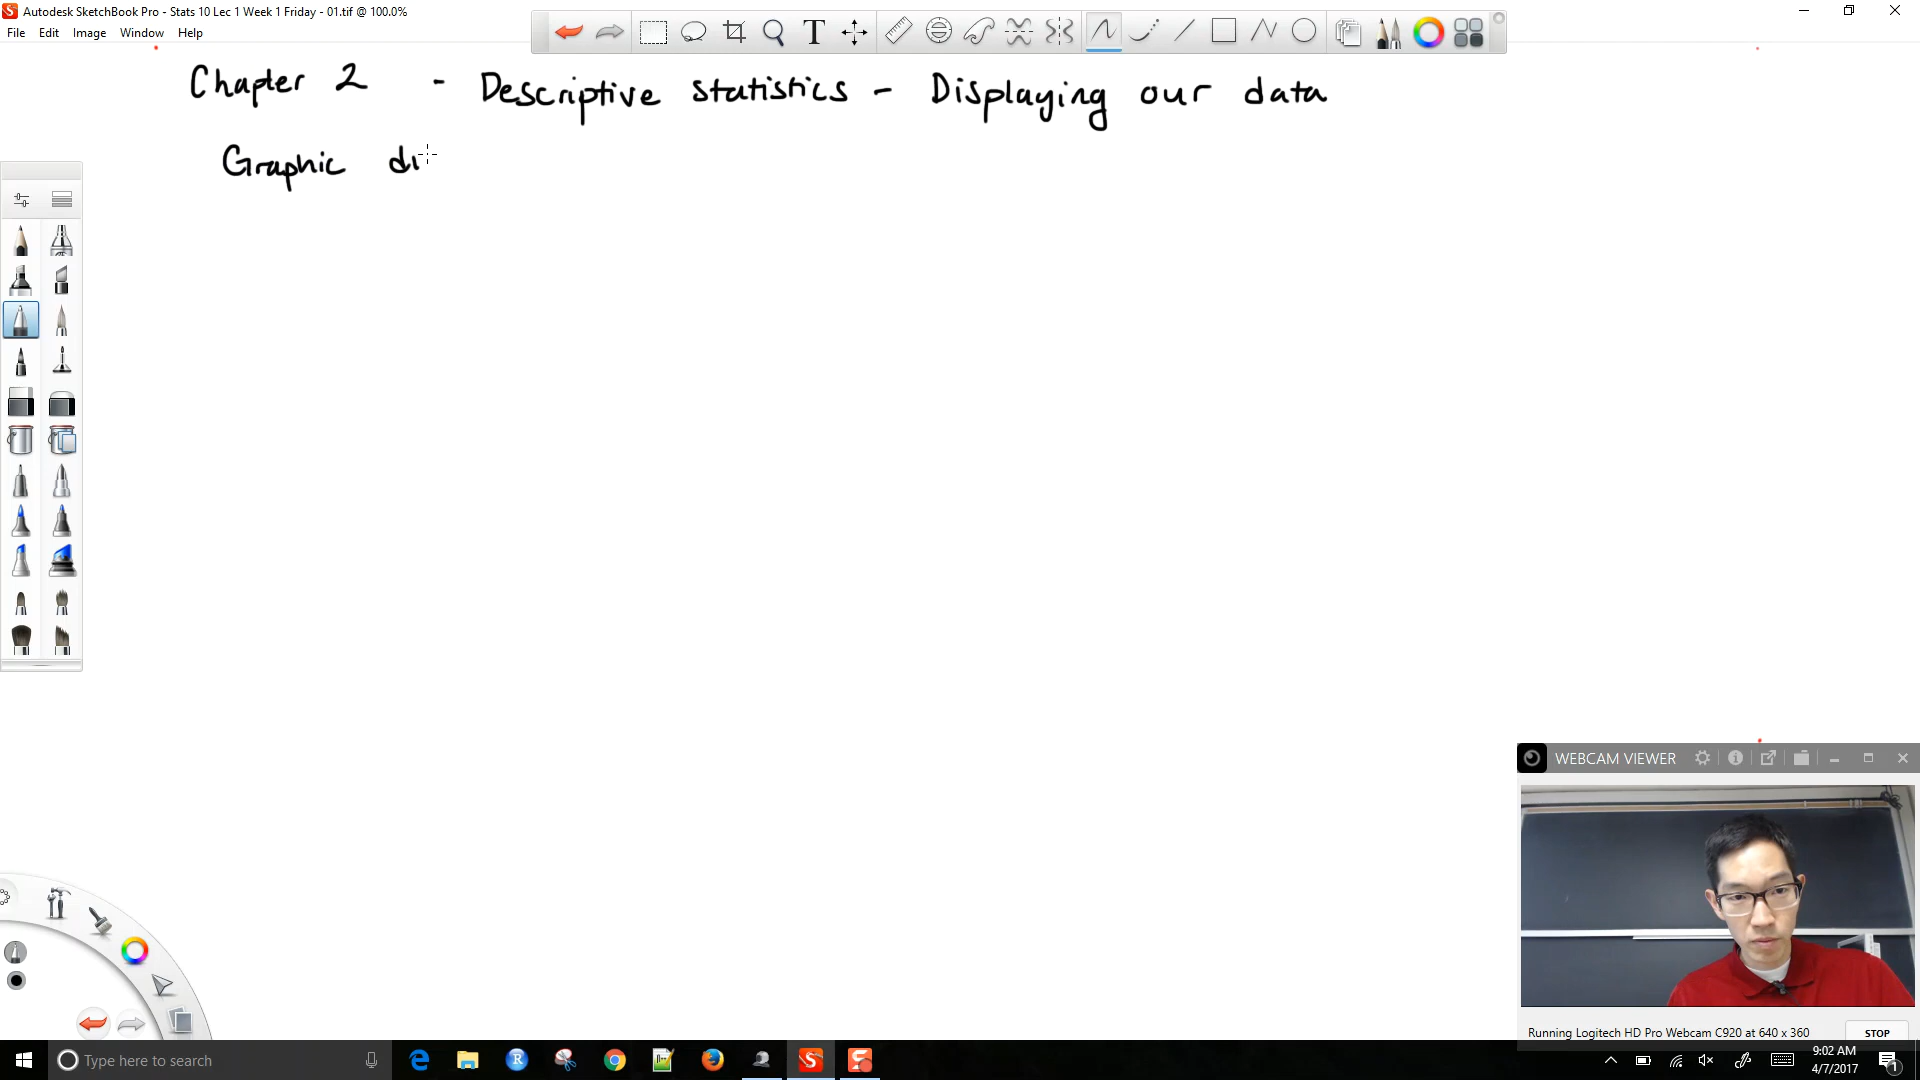 Autodesk SketchBook Pro - Stats 10 Lec 1 Week 1 Friday - 01.tif @ 100.0%
File Edit Image Window Help
T
Chapter 2 - Descriptive statistics - Displaying our data
Graphic di
WEBCAM VIEWER
Running Logitech HD Pro Webcam C920 at 640 x 360
STOP
Type here to search
9:02 AM
4/7/2017